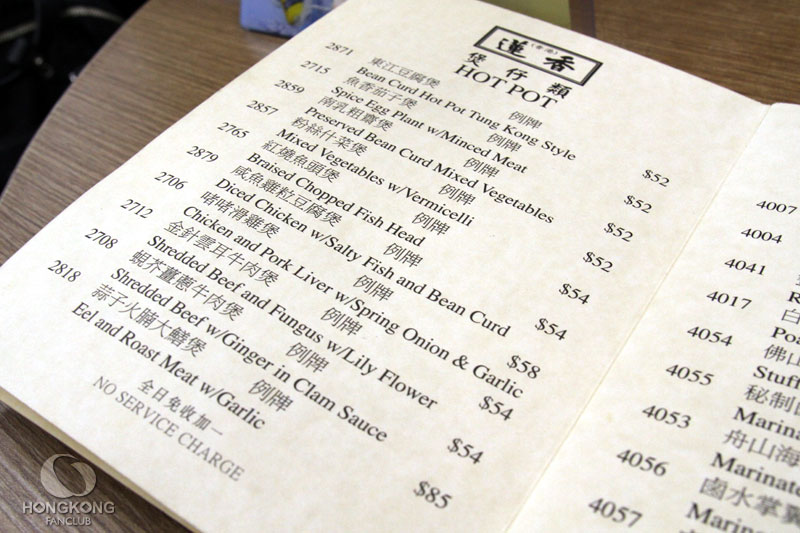 蓮香
煲仔類
HOT POT
2871 東江豆腐煲 例牌
Bean Curd Hot Pot Tung Kong Style $52
2715 魚香茄子煲 例牌
Spice Egg Plant w/Minced Meat $52
2859 南乳粗齋煲 例牌
Preserved Bean Curd Mixed Vegetables $52
2857 粉絲什菜煲 例牌
Mixed Vegetables w/Vermicelli $52
2765 紅燒魚頭煲 例牌
Braised Chopped Fish Head $54
2879 咸魚雞粒豆腐煲 例牌
Diced Chicken w/Salty Fish and Bean Curd $54
2706 啫啫滑雞煲 例牌
Chicken and Pork Liver w/Spring Onion & Garlic $58
2712 金針雲耳牛肉煲 例牌
Shredded Beef and Fungus w/Lily Flower $54
2708 蜆芥薑蔥牛肉煲 例牌
Shredded Beef w/Ginger in Clam Sauce $54
2818 蒜子火腩大鱔煲 例牌
Eel and Roast Meat w/Garlic $85
全日免收加一
NO SERVICE CHARGE
4007
4004
4041
R
4017 白
Poa
4054 佛山
Stuff
4055 秘制
Marina
4053 舟山海
Marinate
4056 鹵水掌翼
Marin
4057
HONGKONG
FANCLUB